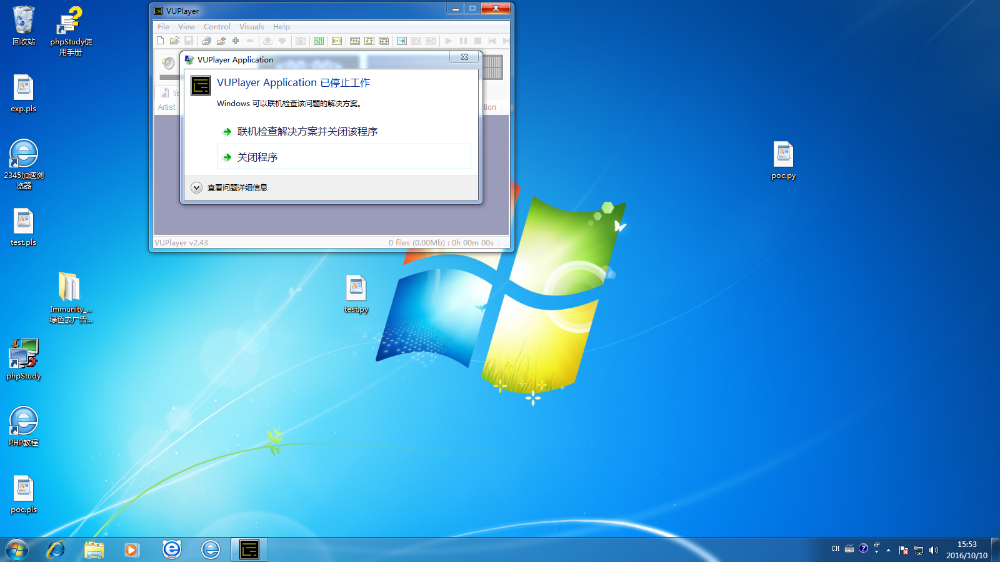 回收站
phpStudy使
用手册
exp.pls
2345加速浏
览器
test.pls
Immunity_...
绿色去广告...
phpStudy
PHP教程
poc.pls
VUPlayer
File View Control Visuals Help
VUPlayer Application
VUPlayer Application 已停止工作
Windows 可以联机检查该问题的解决方案。
联机检查解决方案并关闭该程序
关闭程序
查看问题详细信息
Artist
VUPlayer v2.43
0 files (0.00Mb) : 0h 00m 00s
test.py
poc.py
CH
15:53
2016/10/10